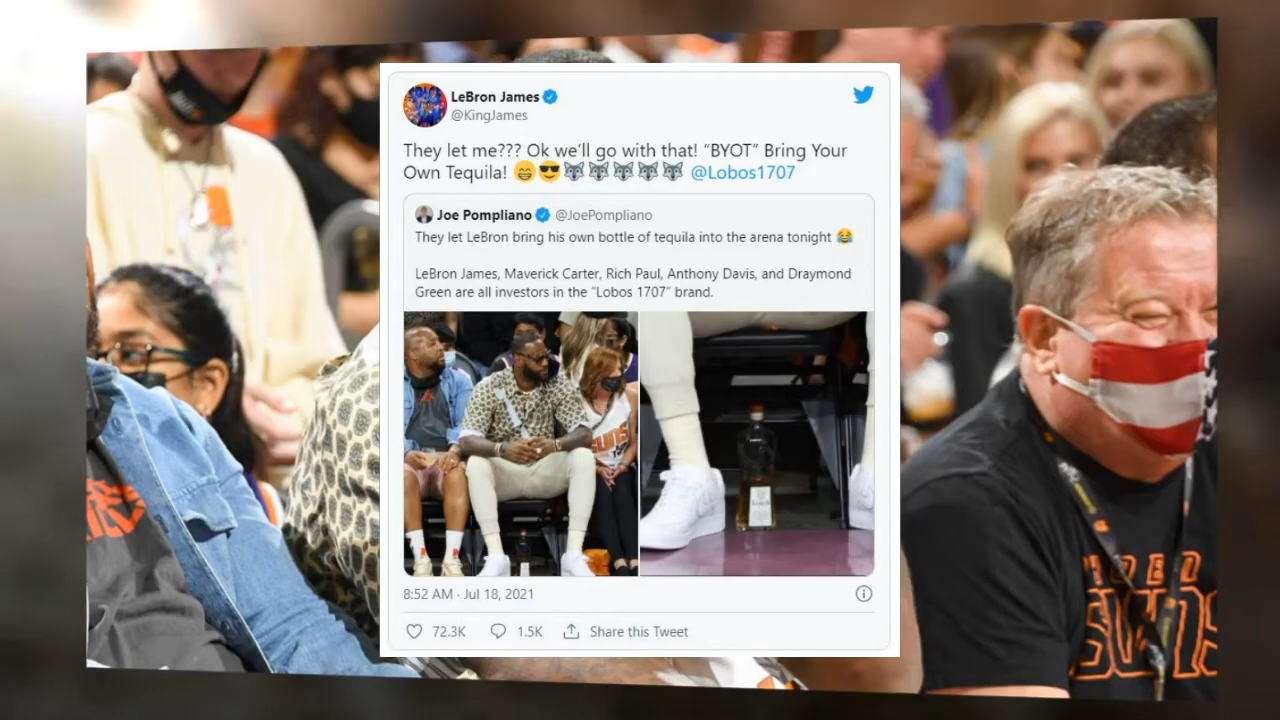 LeBron James
@KingJames
They let me??? Ok we'll go with that! “BYOT” Bring Your
Own Tequila! 😁😎🐺🐺🐺🐺🐺 @Lobos1707
Joe Pompliano @JoePompliano
They let LeBron bring his own bottle of tequila into the arena tonight 😂
LeBron James, Maverick Carter, Rich Paul, Anthony Davis, and Draymond
Green are all investors in the “Lobos 1707” brand.
8:52 AM · Jul 18, 2021
72.3K 1.5K Share this Tweet
SUNS